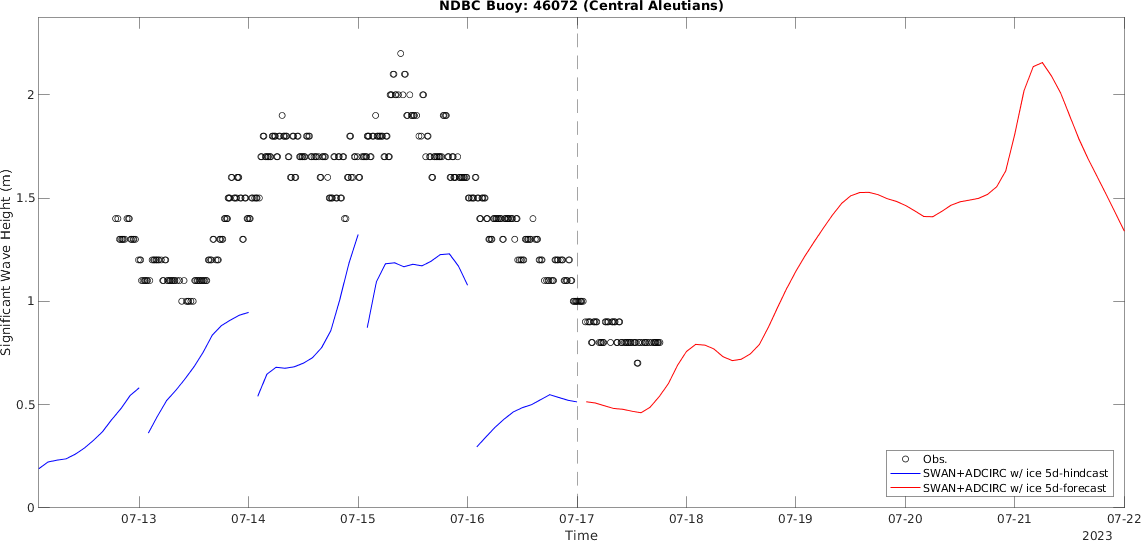 NDBC Buoy: 46072 (Central Aleutians)
Significant Wave Height (m)
2
1.5
1
0.5
0
Obs.
SWAN+ADCIRC w/ ice 5d-hindcast
SWAN+ADCIRC w/ ice 5d-forecast
07-13 07-14 07-15 07-16 07-17 07-18 07-19 07-20 07-21 07-22
Time
2023